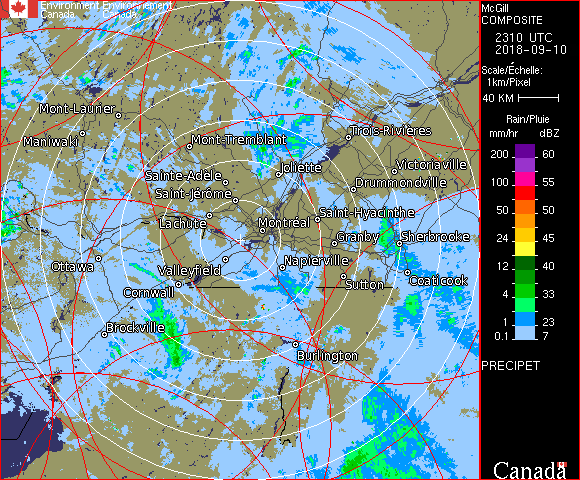 Environment Environnement
Canada Canada
McGill
COMPOSITE
2310 UTC
2018-09-10
Scale/Échelle:
1km/Pixel
40 KM
Rain/Pluie
mm/hr dBZ
200 60
100 55
50 50
24 45
12 40
4 33
1 23
0.1 7
PRECIPET
Canada
Mont-Laurier
Maniwaki
Mont-Tremblant
Trois-Rivières
Joliette
Victoriaville
Sainte-Adèle
Drummondville
Saint-Jérôme
Saint-Hyacinthe
Lachute
Montréal
Granby
Sherbrooke
Ottawa
Valleyfield
Napierville
Sutton
Coaticook
Cornwall
Brockville
Burlington